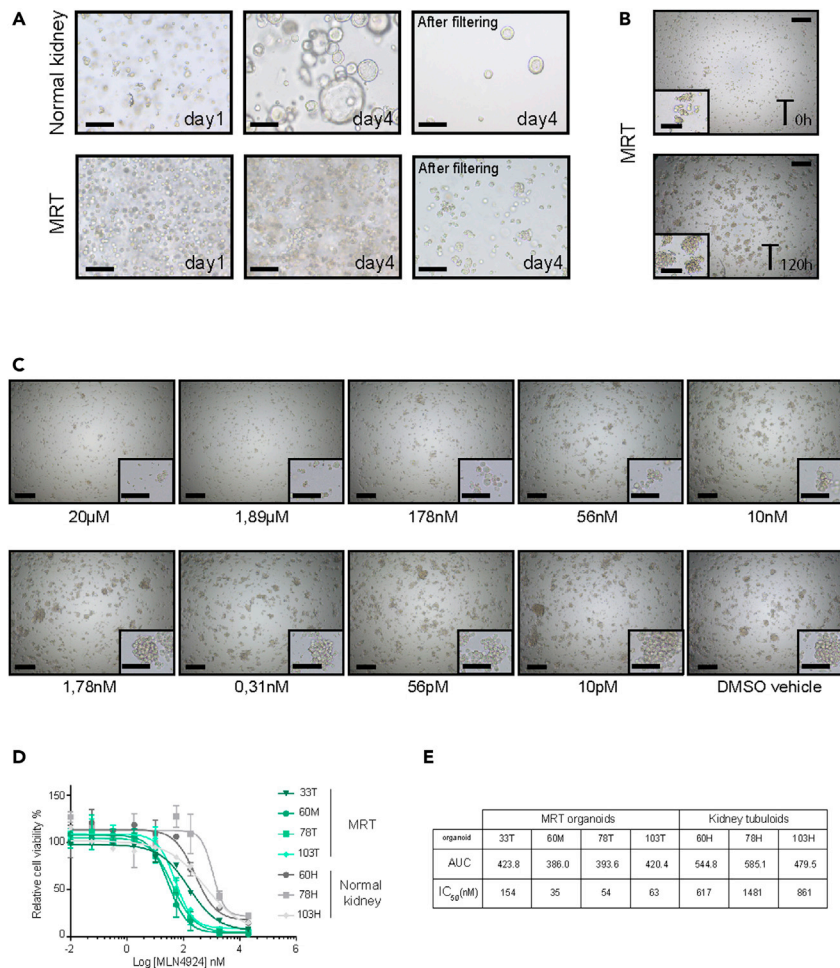 A
Normal kidney
day1
day4
After filtering
day4
MRT
day1
day4
After filtering
day4
B
MRT
T0h
T120h
C
20µM
1,89µM
178nM
56nM
10nM
1,78nM
0,31nM
56pM
10pM
DMSO vehicle
D
Relative cell viability %
150
100
50
0
-2 0 2 4 6
Log [MLN4924] nM
33T
60M
78T
103T
MRT
60H
78H
103H
Normal kidney
E
MRT organoids Kidney tubuloids
organoid 33T 60M 78T 103T 60H 78H 103H
AUC 423.8 386.0 393.6 420.4 544.8 585.1 479.5
IC50(nM) 154 35 54 63 617 1481 861